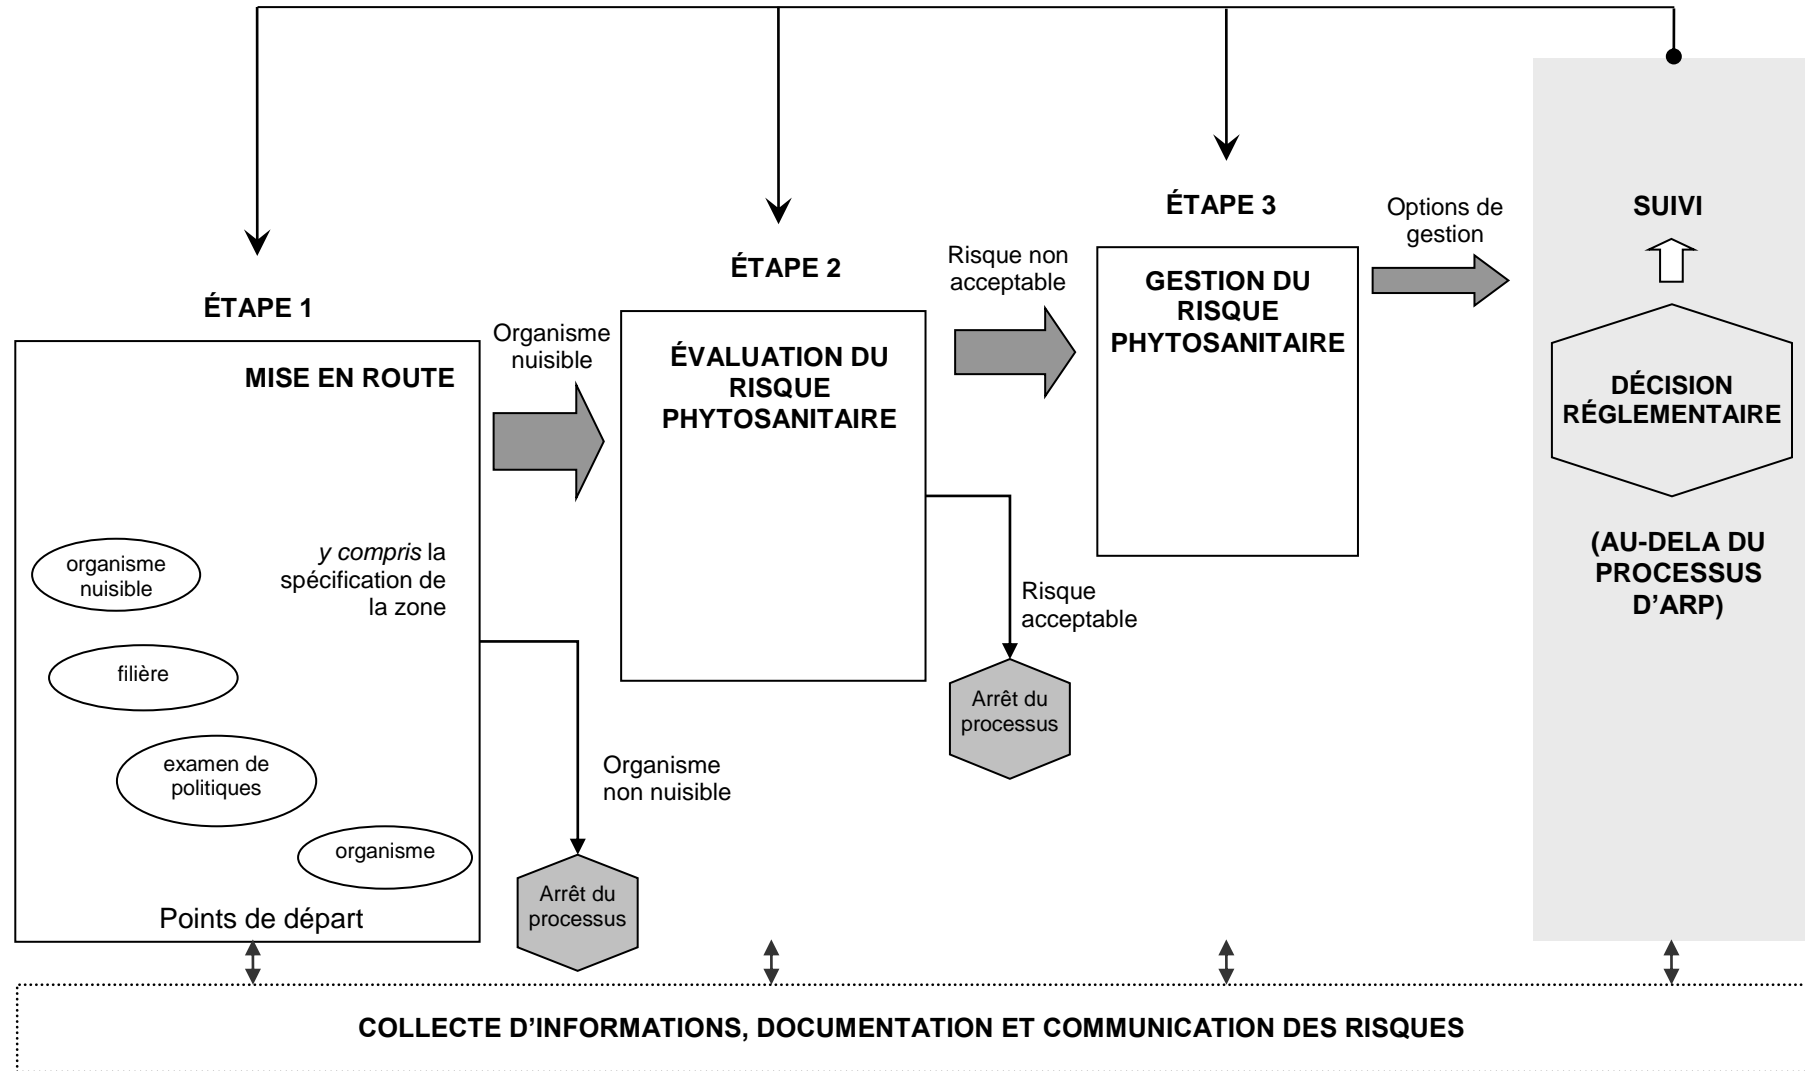 ÉTAPE 1
MISE EN ROUTE
y compris la
spécification de
la zone
organisme
nuisible
filière
examen de
politiques
organisme
Points de départ
Organisme
nuisible
Organisme
non nuisible
Arrêt du
processus
ÉTAPE 2
ÉVALUATION DU
RISQUE
PHYTOSANITAIRE
Risque non
acceptable
Risque
acceptable
Arrêt du
processus
ÉTAPE 3
GESTION DU
RISQUE
PHYTOSANITAIRE
Options de
gestion
SUIVI
DÉCISION
RÉGLEMENTAIRE
(AU-DELA DU
PROCESSUS
D’ARP)
COLLECTE D’INFORMATIONS, DOCUMENTATION ET COMMUNICATION DES RISQUES